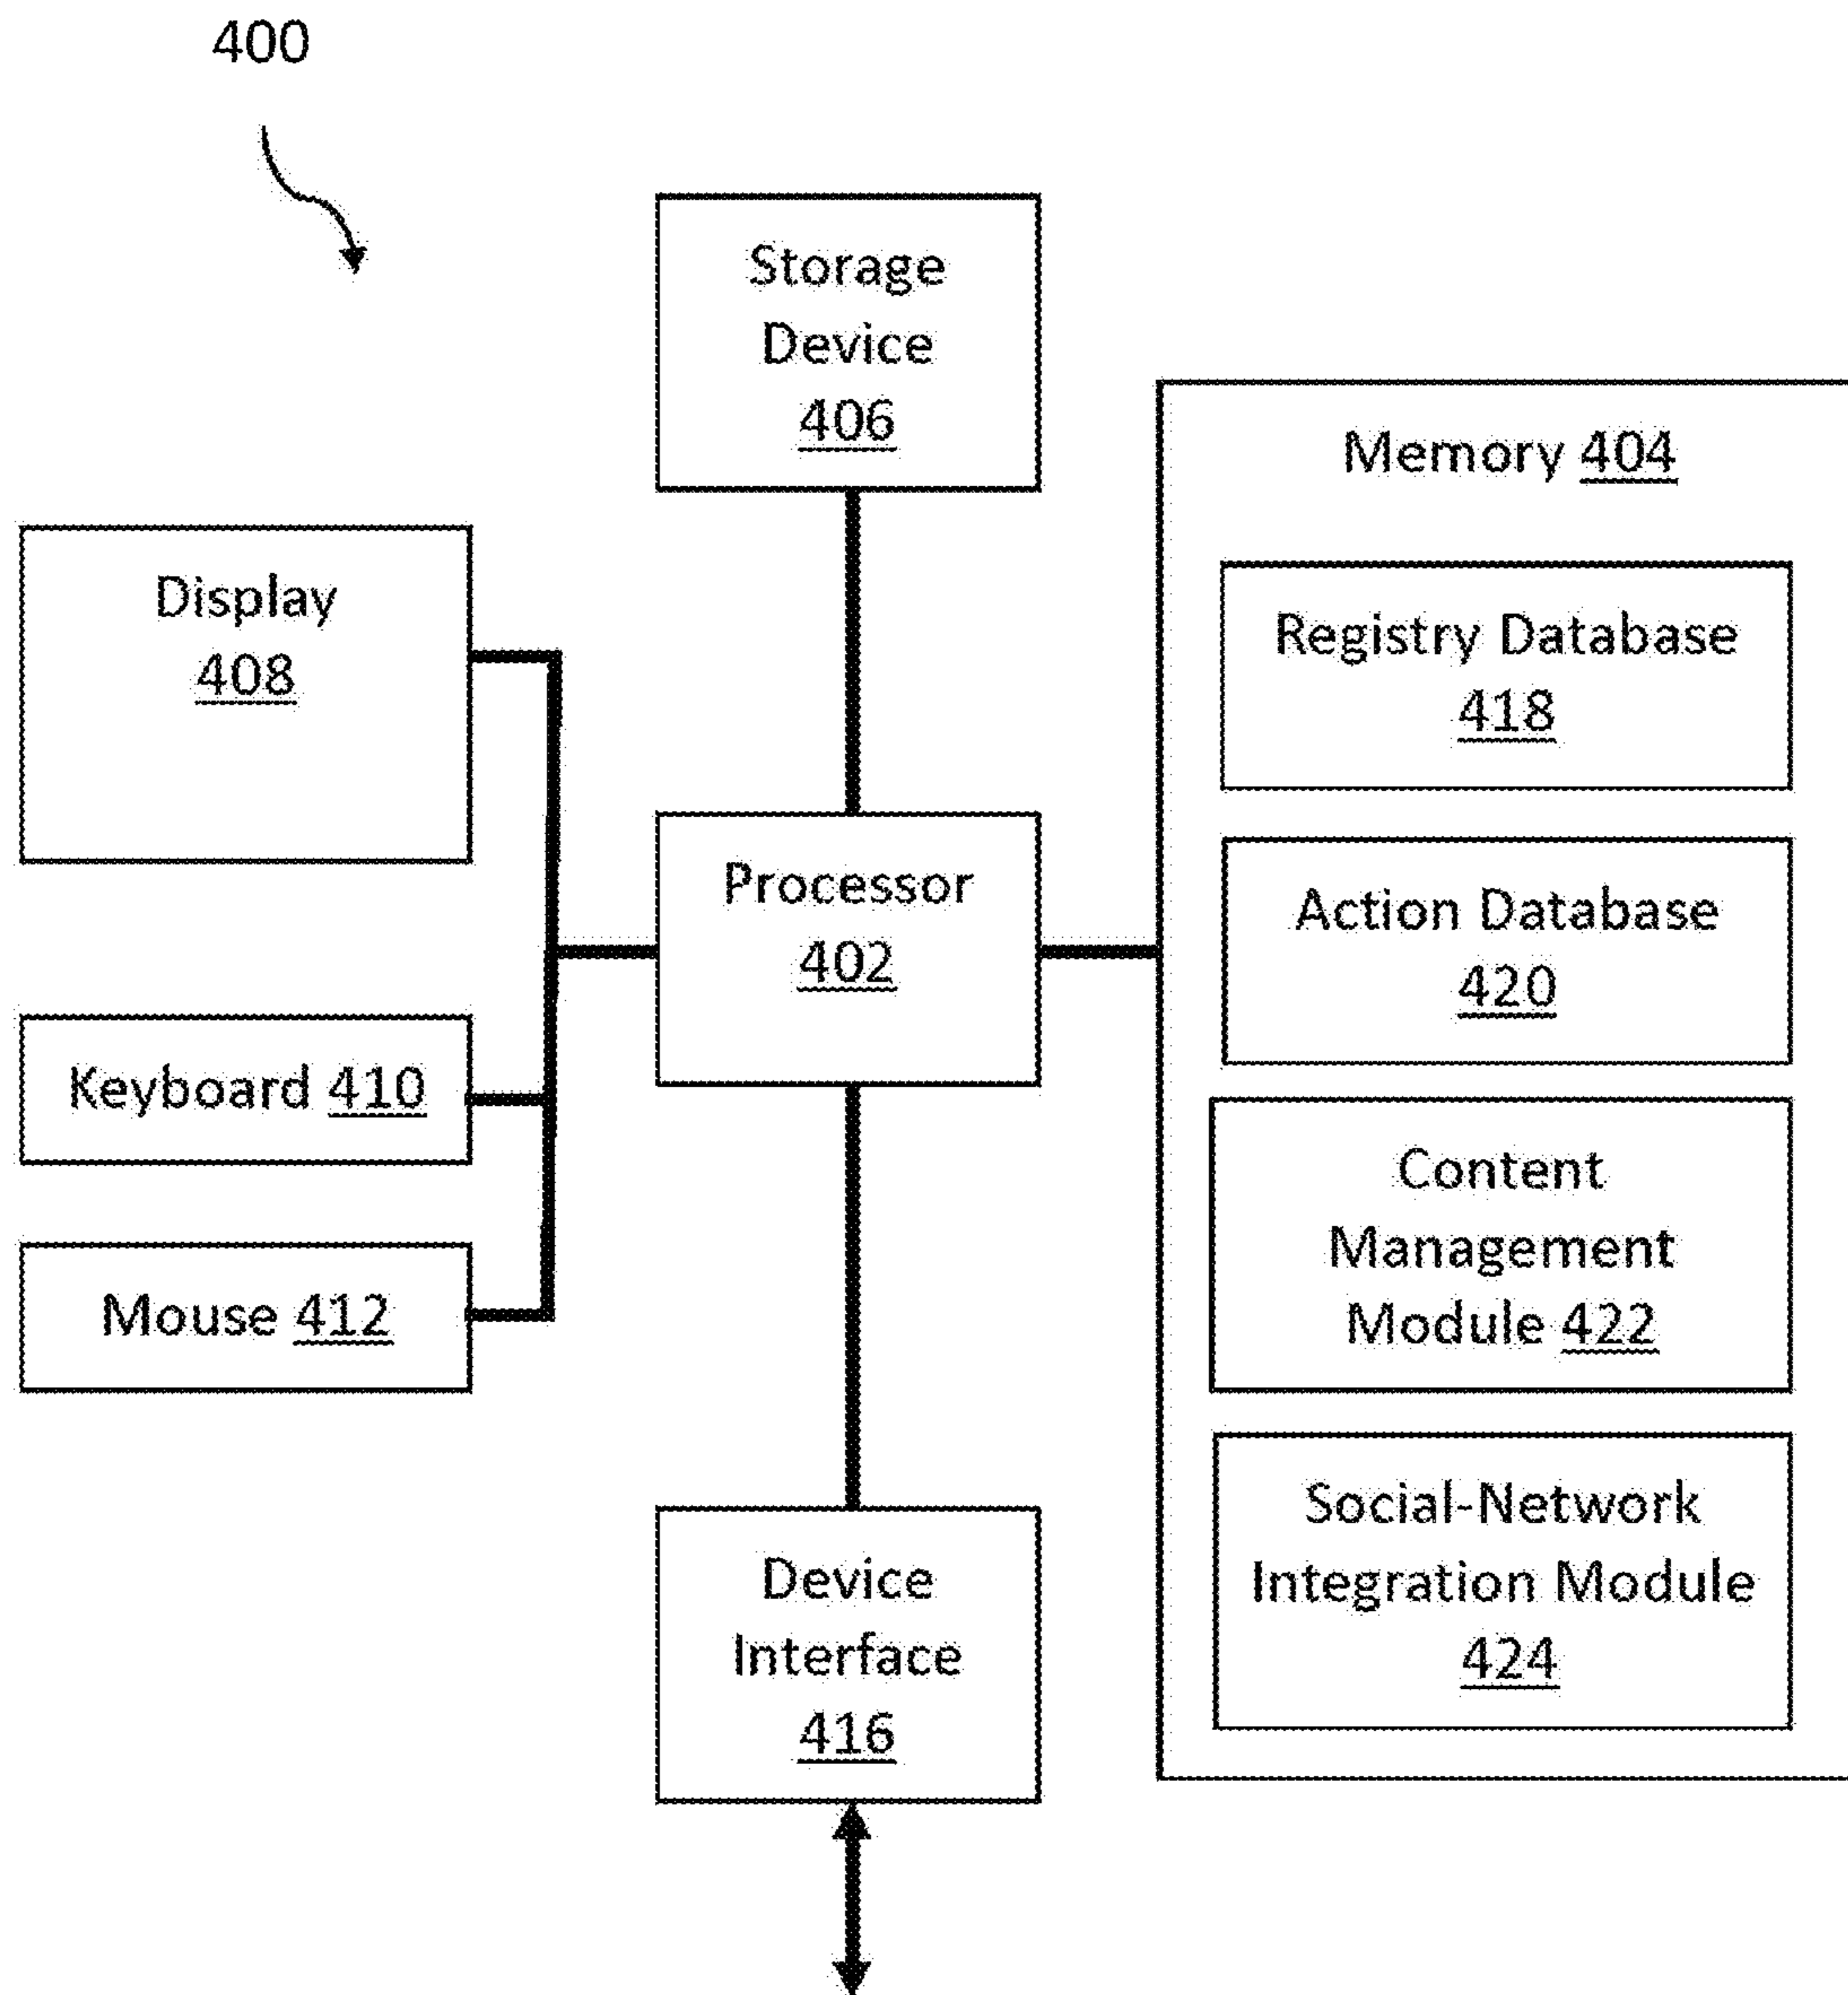 400
Storage
Device
406
Memory 404
Display
408
Registry Database
418
Processor
402
Action Database
420
Keyboard 410
Content
Management
Module 422
Mouse 412
Social-Network
Integration Module
424
Device
Interface
416